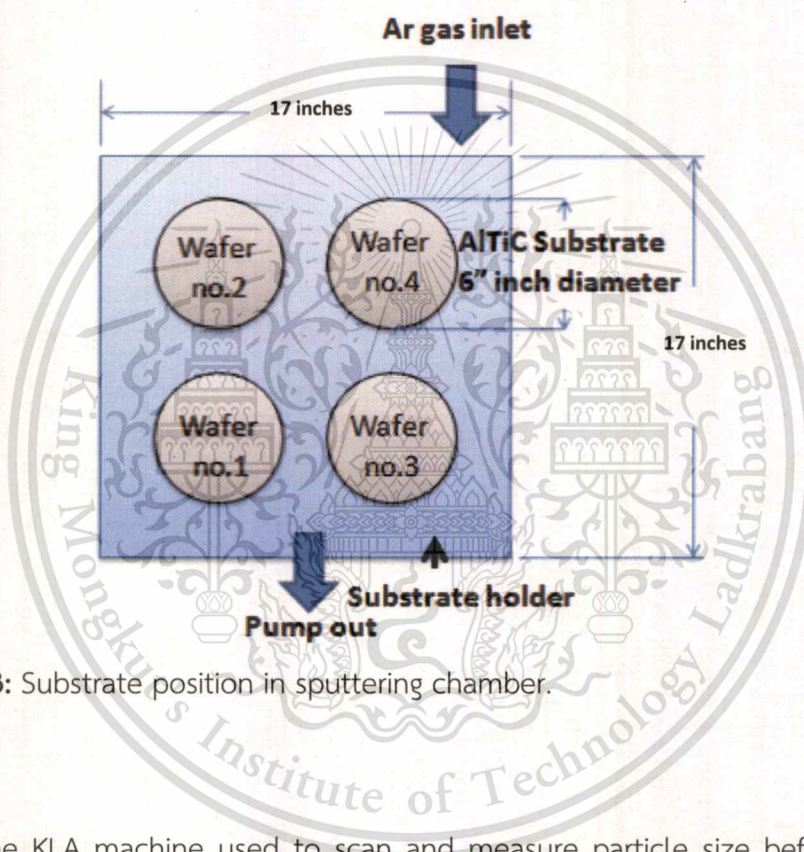 Ar gas inlet
17 inches
Wafer
no.2
Wafer
no.4
AlTiC Substrate
6” inch diameter
17 inches
Wafer
no.1
Wafer
no.3
Substrate holder
Pump out
: Substrate position in sputtering chamber.
King Mongkut's Institute of Technology Ladkrabang
KLA machine used to scan and measure particle size